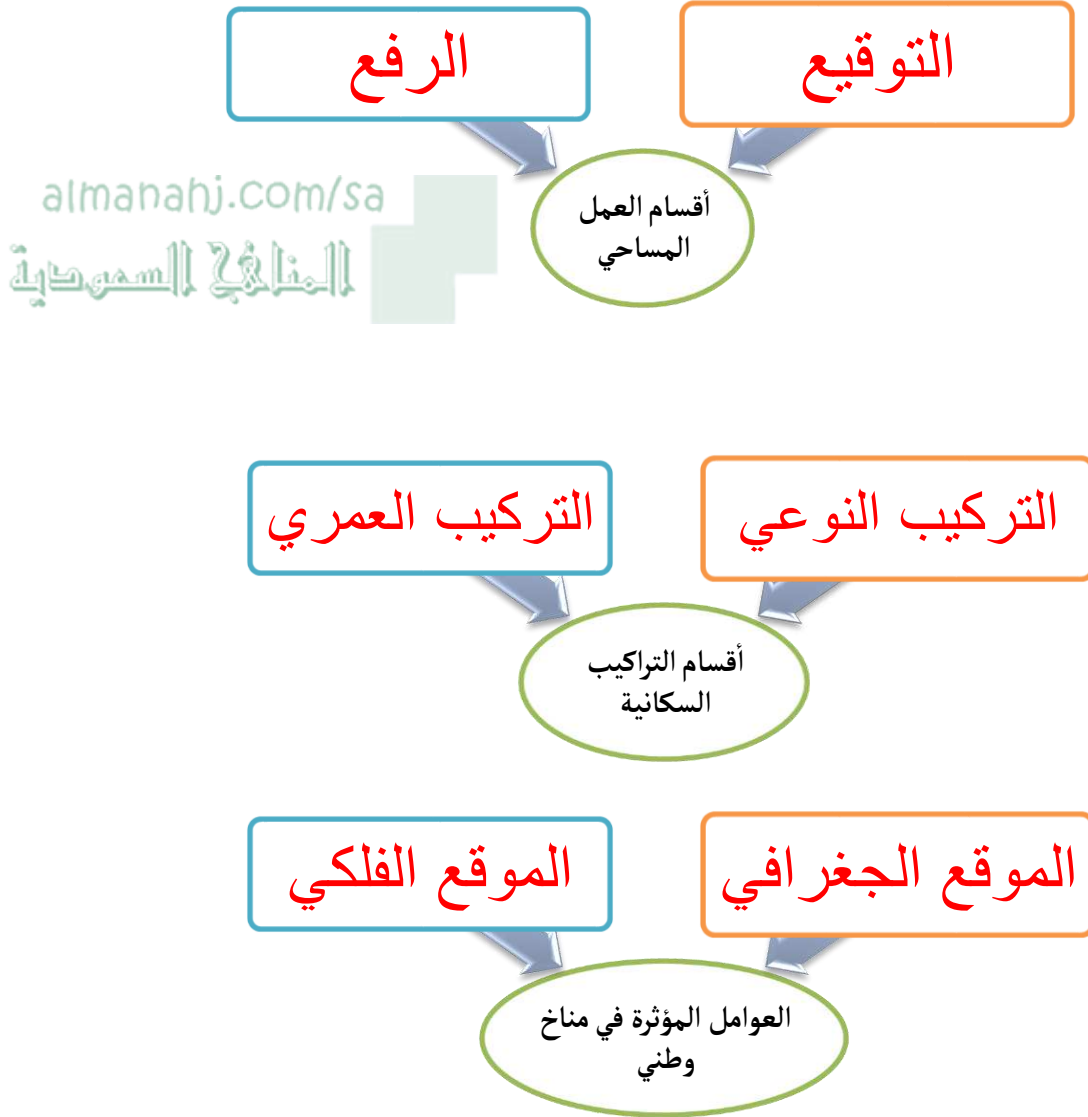 التوقيع
الرفع
أقسام العمل
المساحي
almanahj.com/sa
المناهج السعودية
التركيب النوعي
التركيب العمري
أقسام التراكيب
السكانية
الموقع الجغرافي
الموقع الفلكي
العوامل المؤثرة في مناخ
وطني